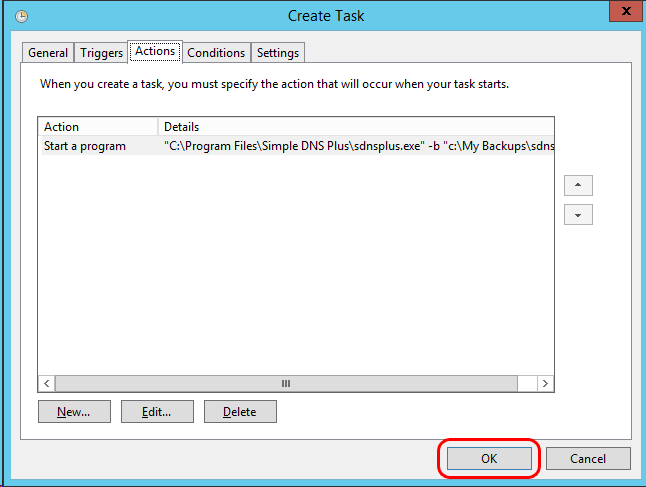 Create Task
X
General Triggers Actions Conditions Settings
When you create a task, you must specify the action that will occur when your task starts.
Action Details
Start a program "C:\Program Files\Simple DNS Plus\sdnsplus.exe" -b "c:\My Backups\sdns
New... Edit... Delete
OK Cancel